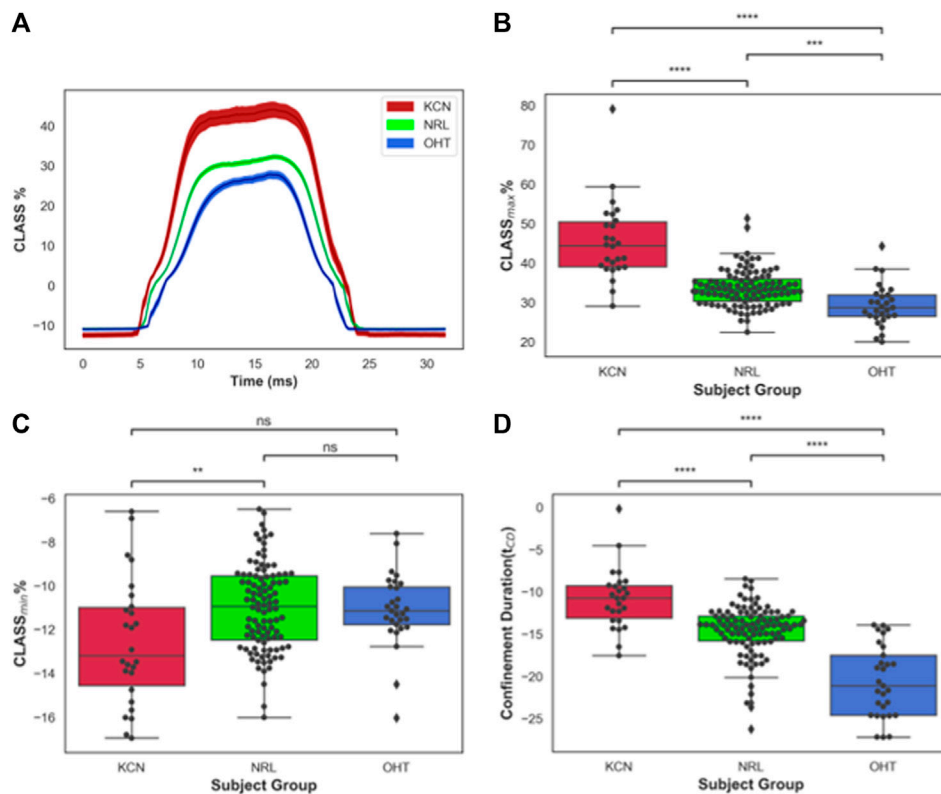 A
CLASS %
40
30
20
10
0
−10
KCN
NRL
OHT
0
5
10
15
20
25
30
Time (ms)
B
****
***
****
CLASSmax%
80
70
60
50
40
30
20
KCN
NRL
OHT
Subject Group
C
ns
ns
**
CLASSmin%
−6
−8
−10
−12
−14
−16
KCN
NRL
OHT
Subject Group
D
****
****
****
Confinement Duration(tCD)
0
−5
−10
−15
−20
−25
KCN
NRL
OHT
Subject Group